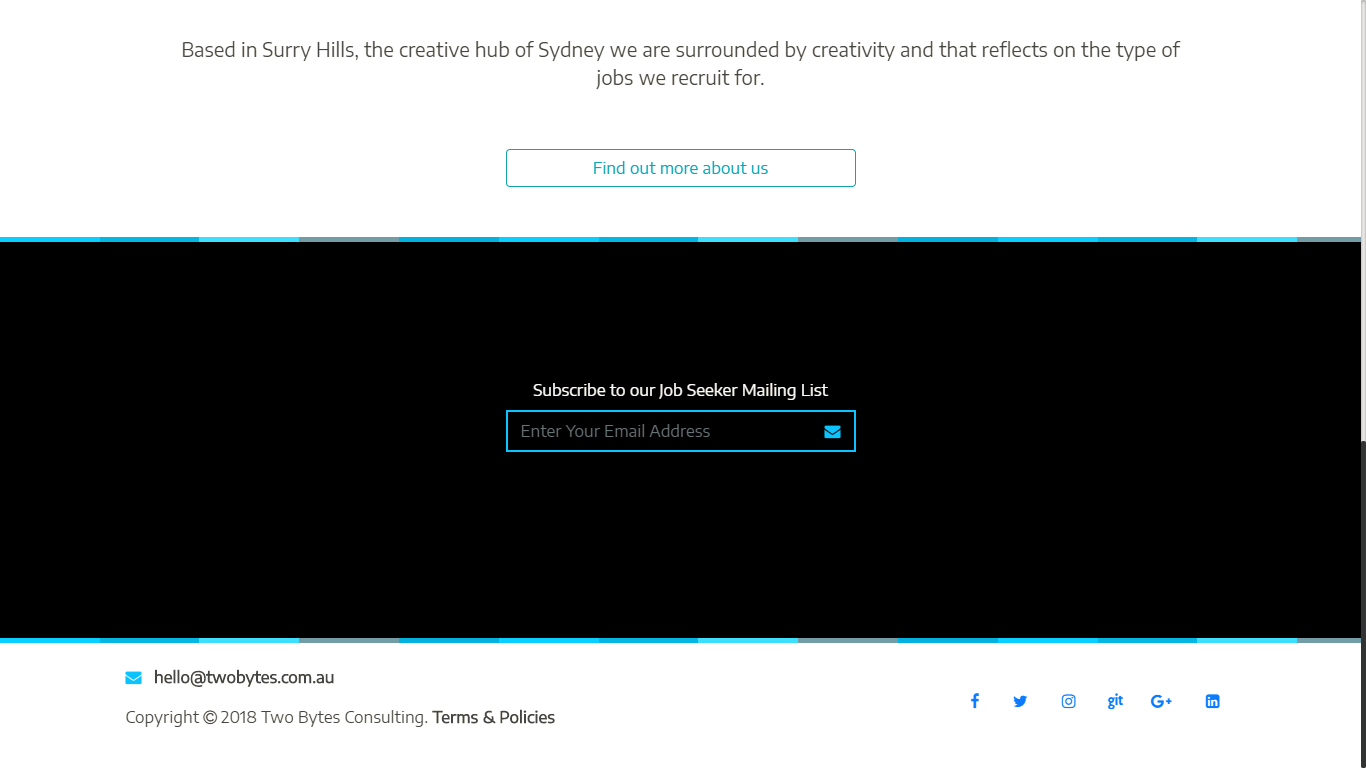 Based in Surry Hills, the creative hub of Sydney we are surrounded by creativity and that reflects on the type of
jobs we recruit for.
Find out more about us
Subscribe to our Job Seeker Mailing List
Enter Your Email Address
hello@twobytes.com.au
Copyright © 2018 Two Bytes Consulting. Terms & Policies
git
G+
in